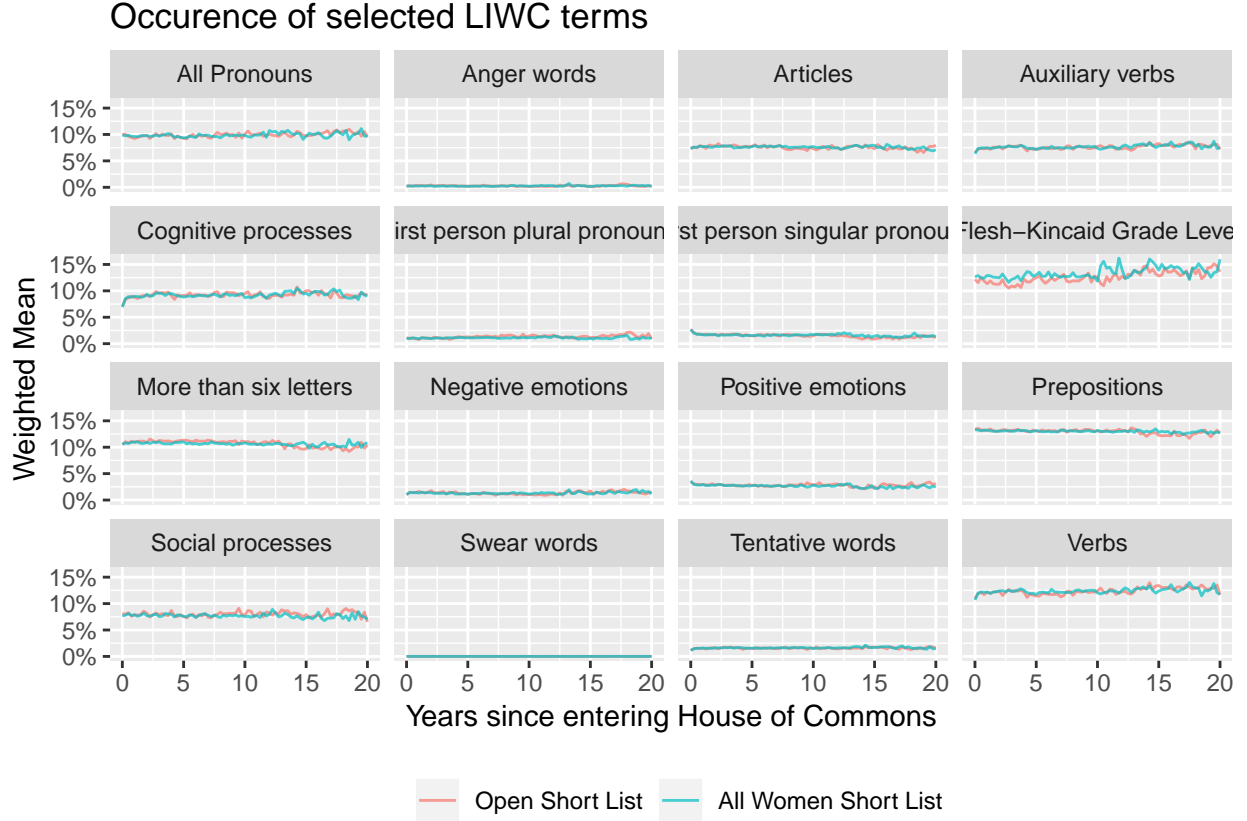 Occurence of selected LIWC terms
All Pronouns Anger words Articles Auxiliary verbs
15%
10%
5%
0%
Cognitive processes irst person plural pronoun rst person singular pronou Flesch−Kincaid Grade Leve
15%
10%
5%
0%
More than six letters Negative emotions Positive emotions Prepositions
15%
10%
5%
0%
Social processes Swear words Tentative words Verbs
15%
10%
5%
0%
0 5 10 15 20 0 5 10 15 20 0 5 10 15 20 0 5 10 15 20
Weighted Mean
Years since entering House of Commons
Open Short List All Women Short List